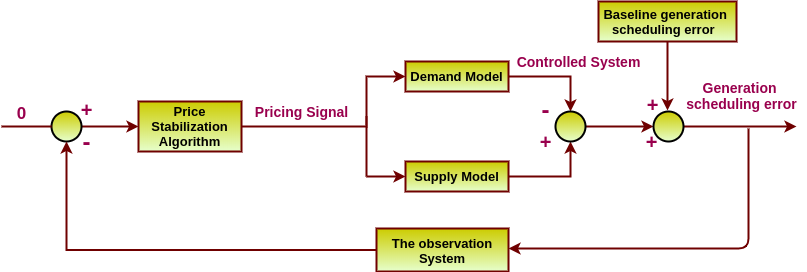 Baseline generation
scheduling error
Demand Model
Controlled System
Generation
scheduling error
0
+
-
Price
Stabilization
Algorithm
Pricing Signal
-
+
+
+
Supply Model
The observation
System